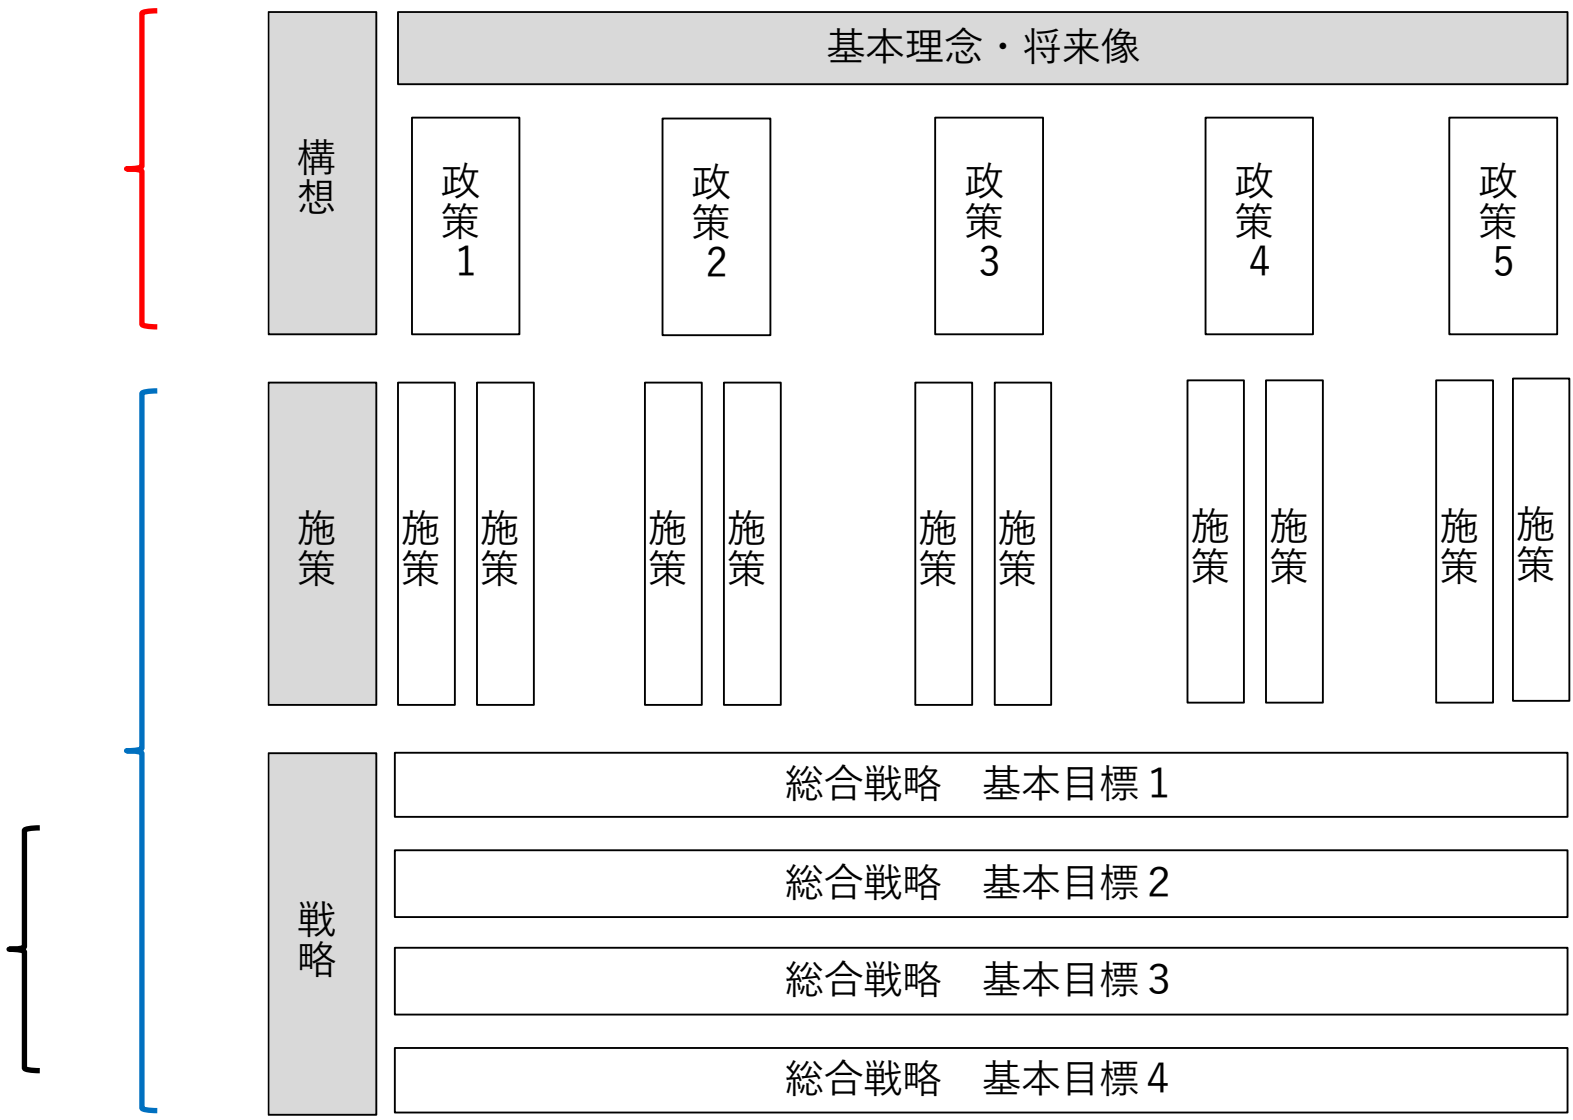 基本理念・将来像
構想
政策1
政策2
政策3
政策4
政策5
施策
施策
施策
施策
施策
施策
施策
施策
施策
施策
施策
戦略
総合戦略　基本目標1
総合戦略　基本目標2
総合戦略　基本目標3
総合戦略　基本目標4